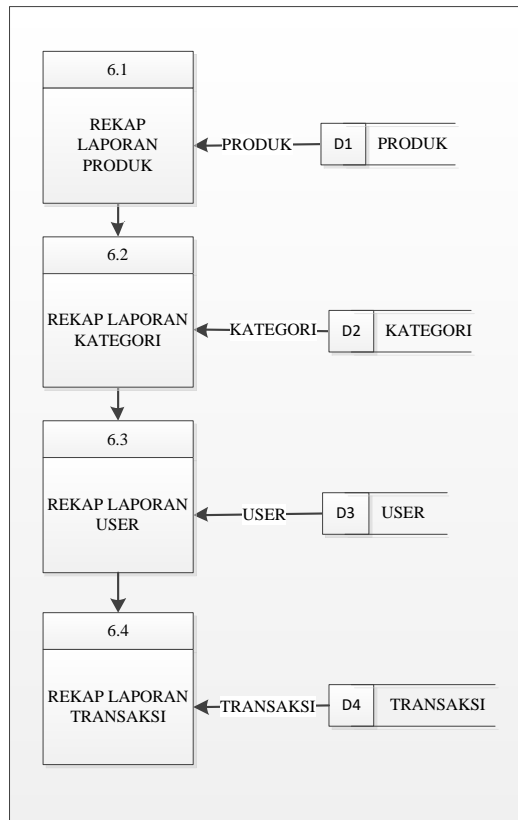 6.1
REKAP
LAPORAN
PRODUK
PRODUK
D1
PRODUK
6.2
REKAP LAPORAN
KATEGORI
KATEGORI
D2
KATEGORI
6.3
REKAP LAPORAN
USER
USER
D3
USER
6.4
REKAP LAPORAN
TRANSAKSI
TRANSAKSI
D4
TRANSAKSI